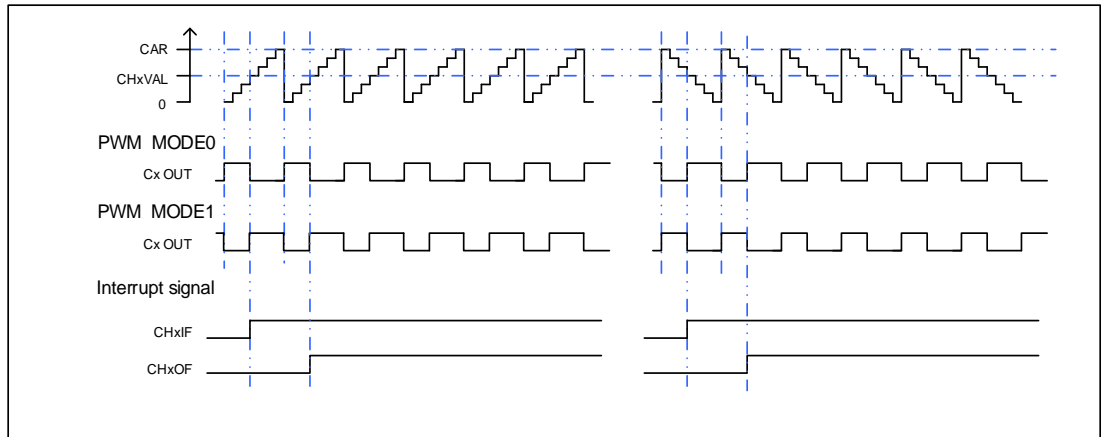 CAR
CHxVAL
0
PWM MODE0
Cx OUT
PWM MODE1
Cx OUT
Interrupt signal
CHxIF
CHxOF